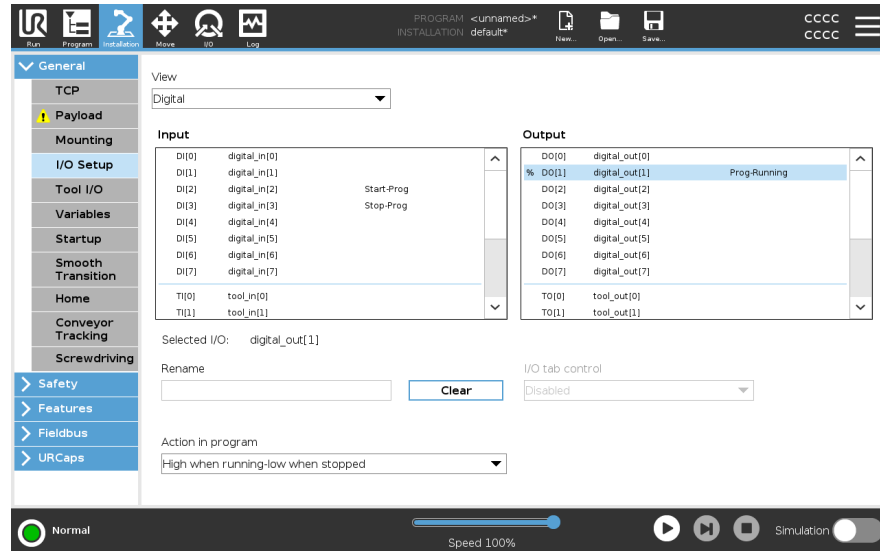 PROGRAM <unnamed>*
INSTALLATION default*
CCCC
CCCC
Run
Program
Installation
Move
I/O
Log
New...
Open...
Save...
General
TCP
Payload
Mounting
I/O Setup
Tool I/O
Variables
Startup
Smooth
Transition
Home
Conveyor
Tracking
Screwdriving
Safety
Features
Fieldbus
URCaps
View
Digital
Input
DI[0] digital_in[0]
DI[1] digital_in[1]
DI[2] digital_in[2] Start-Prog
DI[3] digital_in[3] Stop-Prog
DI[4] digital_in[4]
DI[5] digital_in[5]
DI[6] digital_in[6]
DI[7] digital_in[7]
TI[0] tool_in[0]
TI[1] tool_in[1]
Output
DO[0] digital_out[0]
% DO[1] digital_out[1] Prog-Running
DO[2] digital_out[2]
DO[3] digital_out[3]
DO[4] digital_out[4]
DO[5] digital_out[5]
DO[6] digital_out[6]
DO[7] digital_out[7]
TO[0] tool_out[0]
TO[1] tool_out[1]
Selected I/O: digital_out[1]
Rename
Clear
I/O tab control
Disabled
Action in program
High when running-low when stopped
Normal
Speed 100%
Simulation